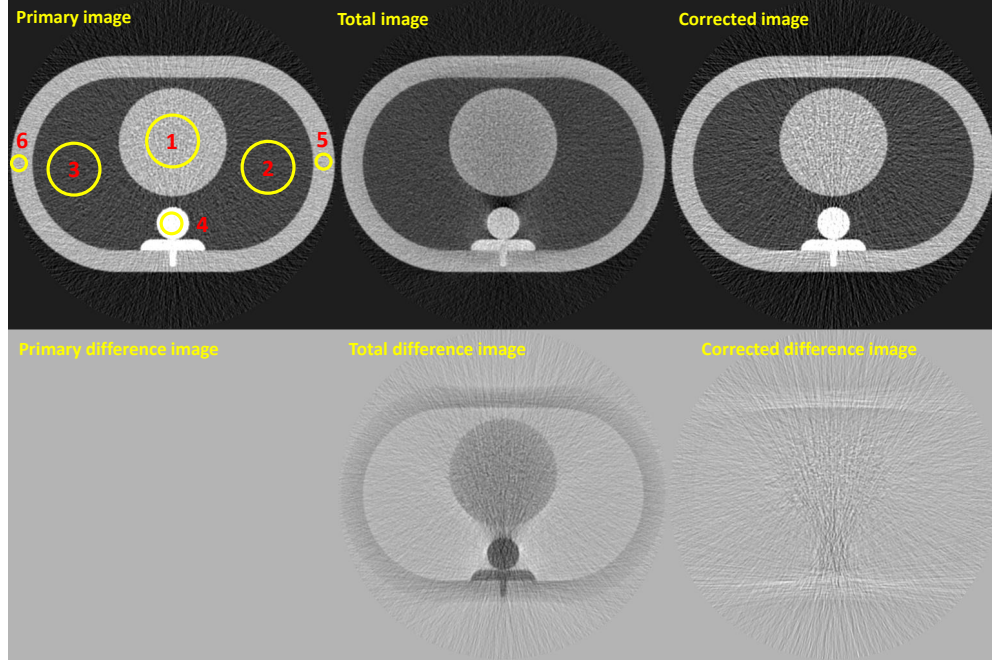 Primary image
Total image
Corrected image
6
1
5
3
2
4
Primary difference image
Total difference image
Corrected difference image